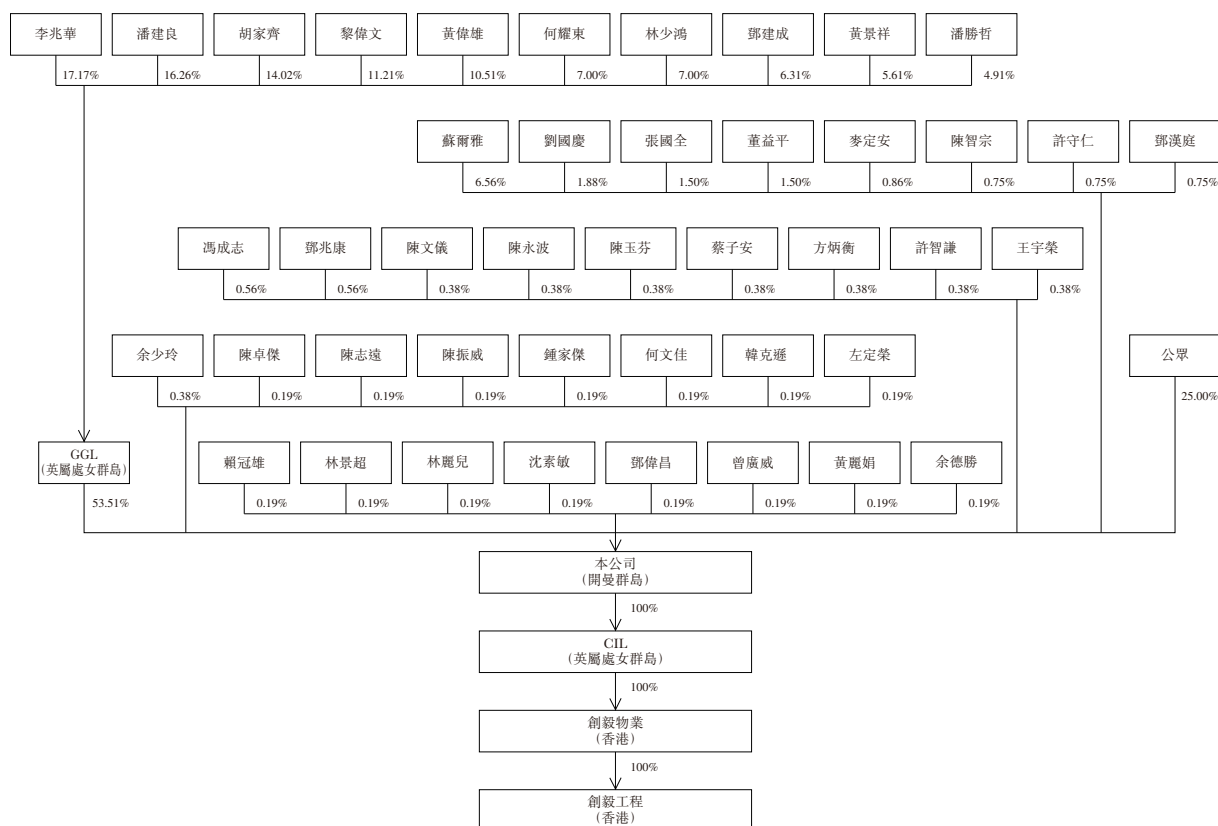 李兆華
潘建良
胡家齊
黎偉文
黃偉雄
何耀東
林少鴻
鄧建成
黃景祥
潘勝哲
17.17%
16.26%
14.02%
11.21%
10.51%
7.00%
7.00%
6.31%
5.61%
4.91%
蘇爾雅
劉國慶
張國全
董益平
麥定安
陳智宗
許守仁
鄧漢庭
6.56%
1.88%
1.50%
1.50%
0.86%
0.75%
0.75%
0.75%
馮成志
鄧兆康
陳文儀
陳永波
陳玉芬
蔡子安
方炳衡
許智謙
王宇榮
0.56%
0.56%
0.38%
0.38%
0.38%
0.38%
0.38%
0.38%
0.38%
余少玲
陳卓傑
陳志遠
陳振威
鍾家傑
何文佳
韓克遜
左定榮
公眾
0.38%
0.19%
0.19%
0.19%
0.19%
0.19%
0.19%
0.19%
25.00%
GGL
(英屬處女群島)
賴冠雄
林景超
林麗兒
沈素敏
鄧偉昌
曾廣威
黃麗娟
余德勝
53.51%
0.19%
0.19%
0.19%
0.19%
0.19%
0.19%
0.19%
0.19%
本公司
(開曼群島)
100%
CIL
(英屬處女群島)
100%
創毅物業
(香港)
100%
創毅工程
(香港)